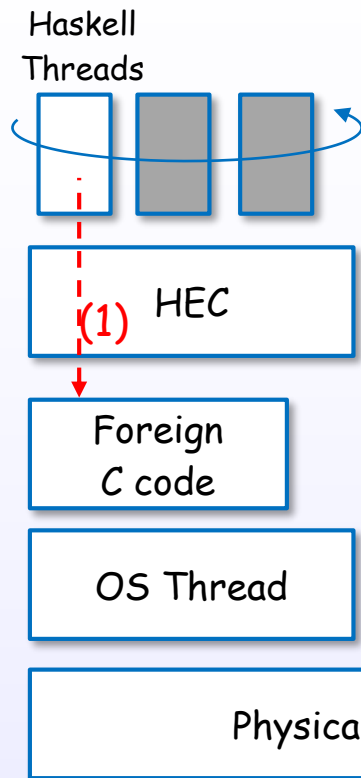 Haskell
Threads
(1)
HEC
Foreign
C code
OS Thread
Physica